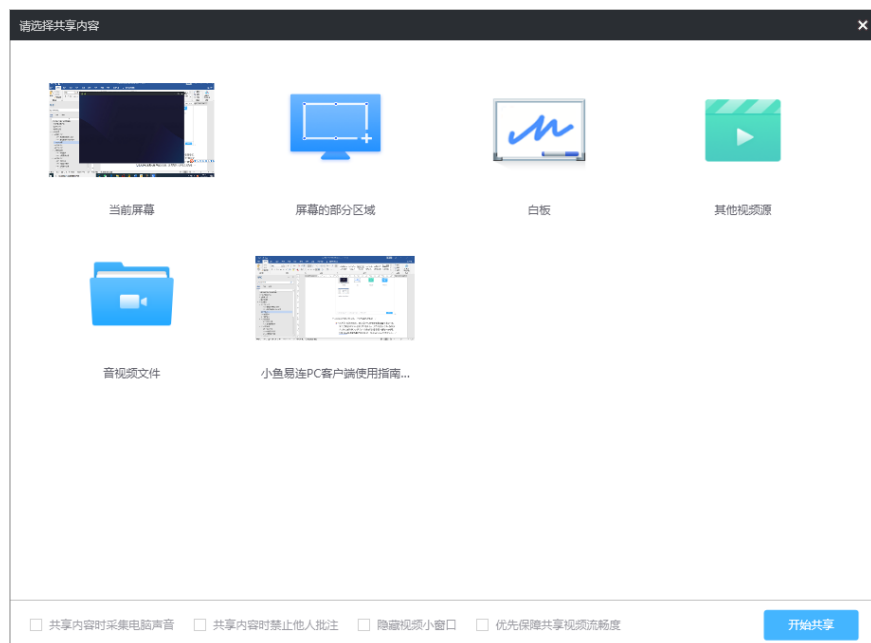 请选择共享内容
当前屏幕
屏幕的部分区域
白板
其他视频源
音视频文件
小鱼易连PC客户端使用指南...
共享内容时采集电脑声音
共享内容时禁止他人批注
隐藏视频小窗口
优先保障共享视频流畅度
开始共享